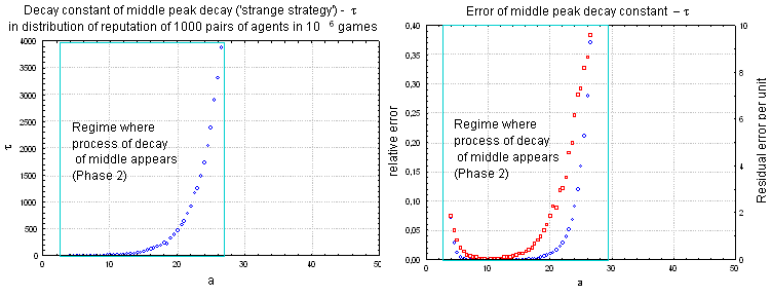 Decay constant of middle peak decay ('strange strategy') - τ
in distribution of reputation of 1000 pairs of agents in 10 ⁶ games
4000
3500
3000
2500
2000
1500
1000
500
0
τ
Regime where
process of decay
of middle appears
(Phase 2)
0
10
20
30
40
50
a
Error of middle peak decay constant – τ
0,40
0,35
0,30
0,25
0,20
0,15
0,10
0,05
0,00
relative error
Regime where
process of decay
of middle appears
(Phase 2)
10
8
6
4
2
0
Residual error per unit
0
10
20
30
40
50
a